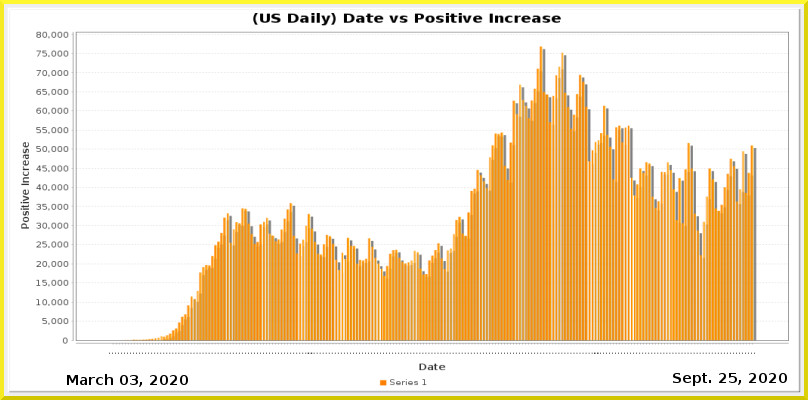 (US Daily) Date vs Positive Increase
80,000
75,000
70,000
65,000
60,000
55,000
50,000
45,000
40,000
35,000
30,000
25,000
20,000
15,000
10,000
5,000
0
Positive Increase
Date
March 03, 2020
Series 1
Sept. 25, 2020